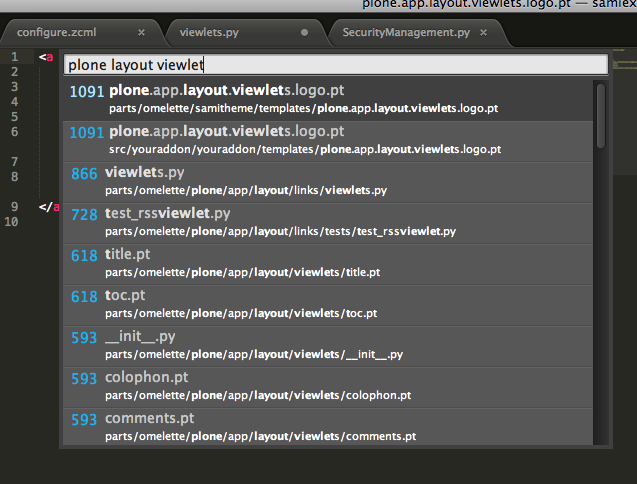 plone.app.layout.viewlets.logo.pt — samlex
configure.zcml × viewlets.py SecurityManagement.py ×
plone layout viewlet
1 <a
2
3
4
5
6
7
8
9 </a
10
1091 plone.app.layout.viewlets.logo.pt
parts/omelette/samitheme/templates/plone.app.layout.viewlets.logo.pt
1091 plone.app.layout.viewlets.logo.pt
src/youraddon/youraddon/templates/plone.app.layout.viewlets.logo.pt
866 viewlets.py
parts/omelette/plone/app/layout/links/viewlets.py
728 test_rssviewlet.py
parts/omelette/plone/app/layout/links/tests/test_rssviewlet.py
618 title.pt
parts/omelette/plone/app/layout/viewlets/title.pt
618 toc.pt
parts/omelette/plone/app/layout/viewlets/toc.pt
593 __init__.py
parts/omelette/plone/app/layout/viewlets/__init__.py
593 colophon.pt
parts/omelette/plone/app/layout/viewlets/colophon.pt
593 comments.pt
parts/omelette/plone/app/layout/viewlets/comments.pt